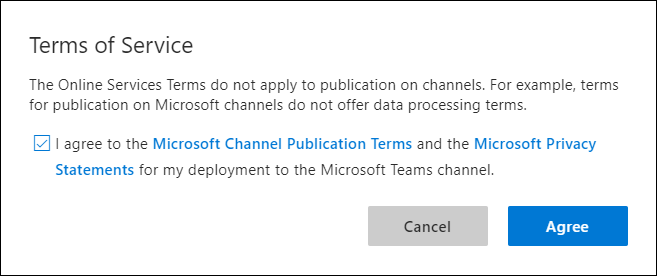 Terms of Service
The Online Services Terms do not apply to publication on channels. For example, terms
for publication on Microsoft channels do not offer data processing terms.
I agree to the Microsoft Channel Publication Terms and the Microsoft Privacy
Statements for my deployment to the Microsoft Teams channel.
Cancel Agree